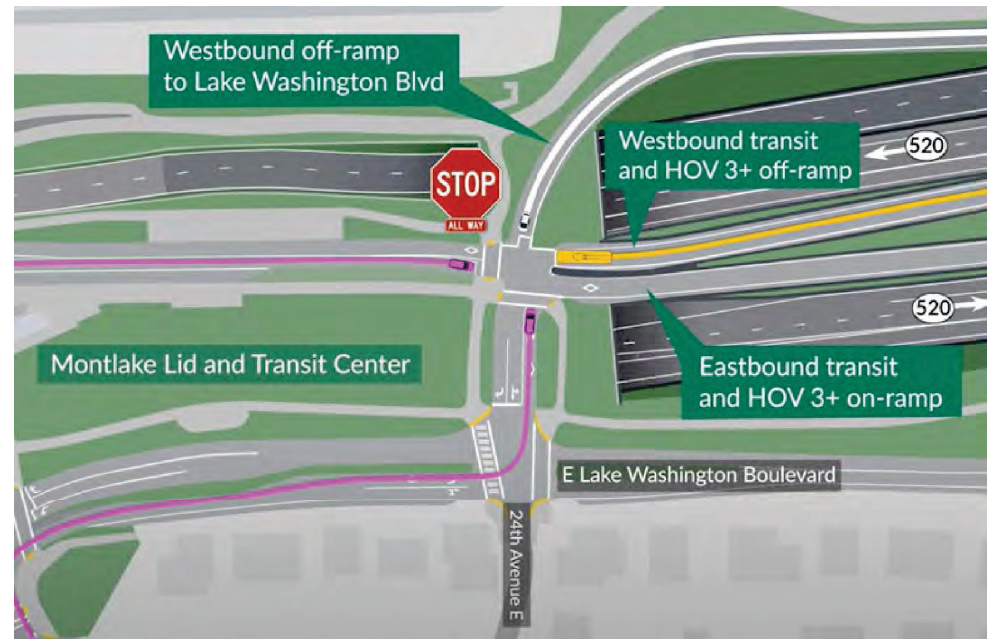 Westbound off-ramp
to Lake Washington Blvd
Westbound transit
and HOV 3+ off-ramp
520
STOP
ALL WAY
520
Montlake Lid and Transit Center
Eastbound transit
and HOV 3+ on-ramp
E Lake Washington Boulevard
24th Avenue E